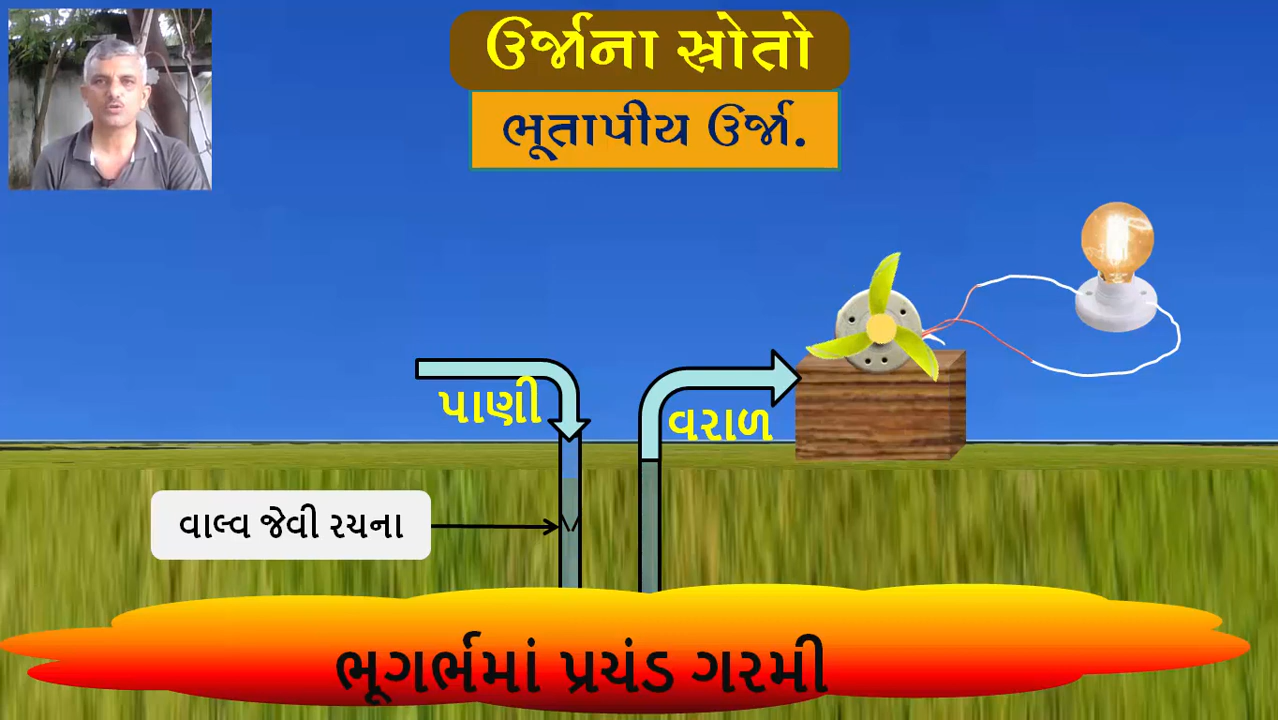 ઉર્જાના સ્રોતો
ભૂતાપીય ઉર્જા.
પાણી
વરાળ
વાલ્વ જેવી રચના
ભૂગર્ભમાં પ્રચંડ ગરમી